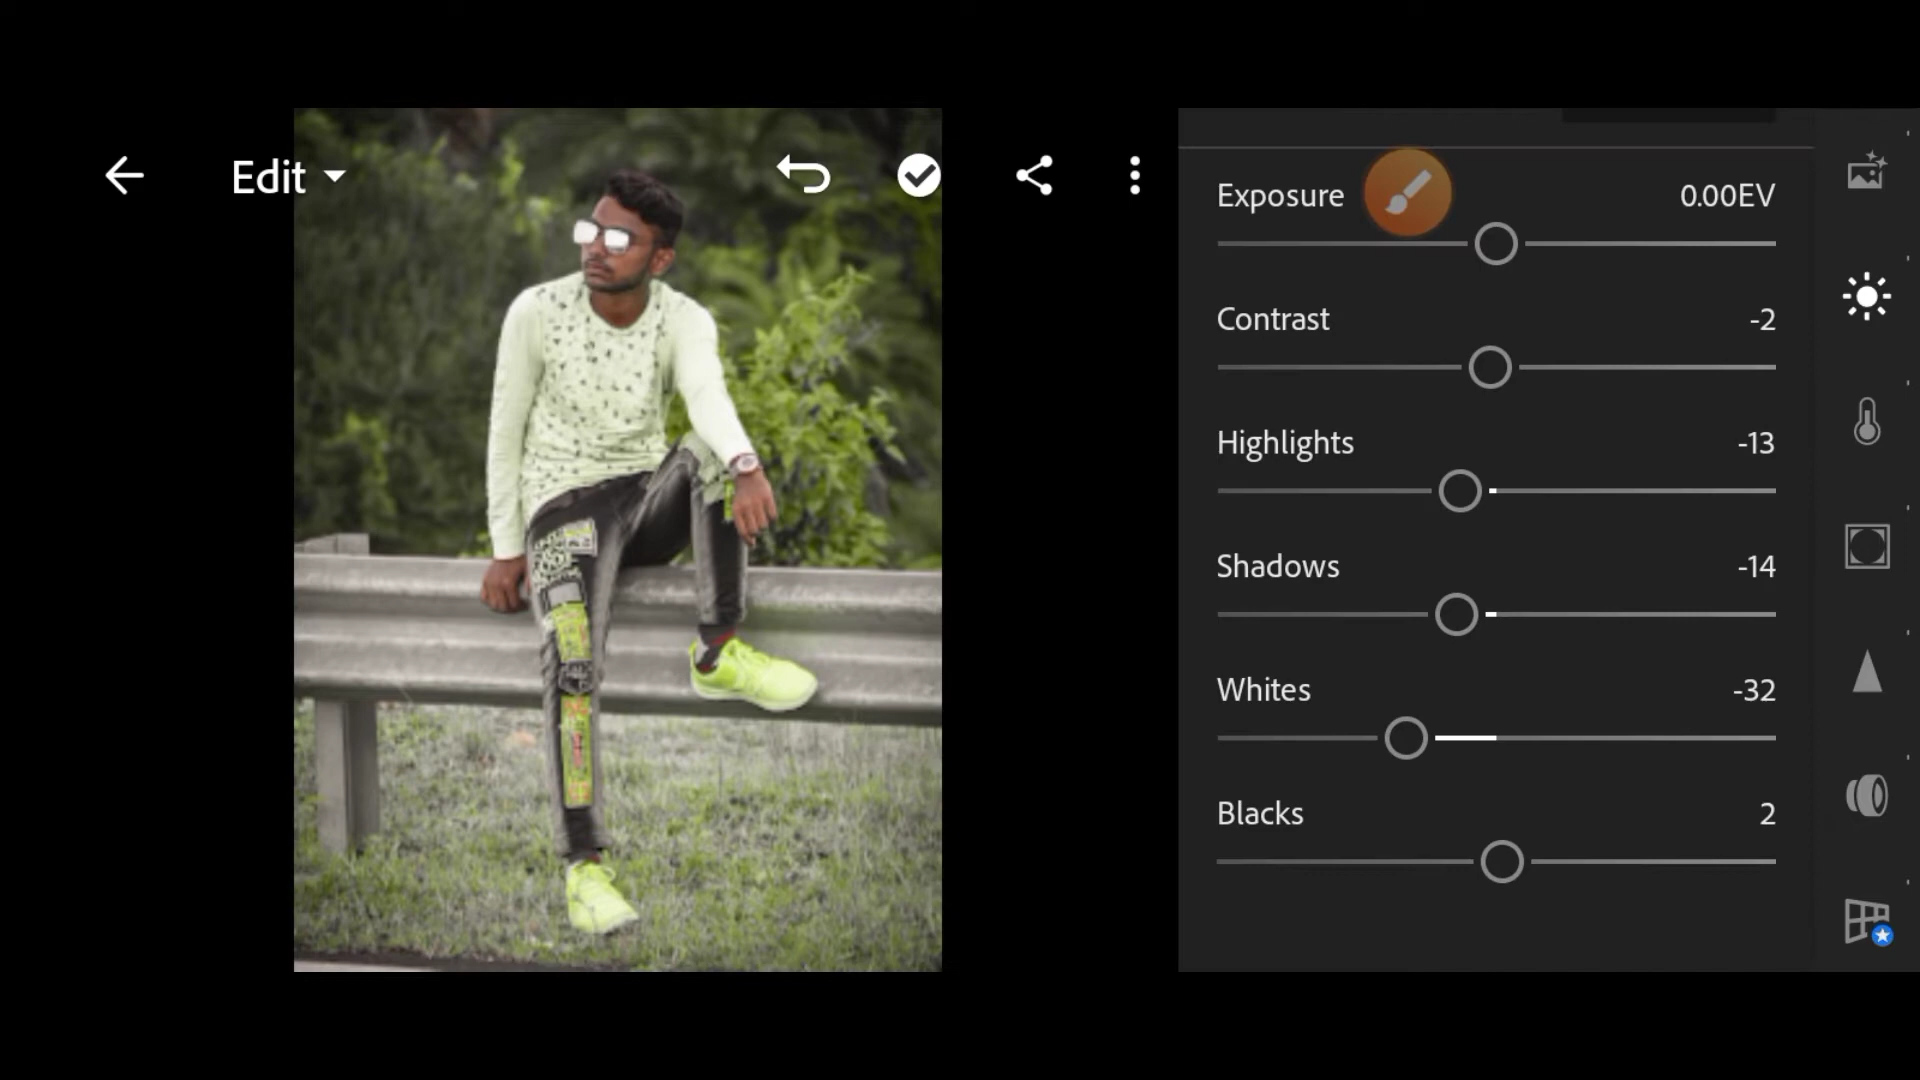 Edit
Exposure 0.00EV
Contrast -2
Highlights -13
Shadows -14
Whites -32
Blacks 2